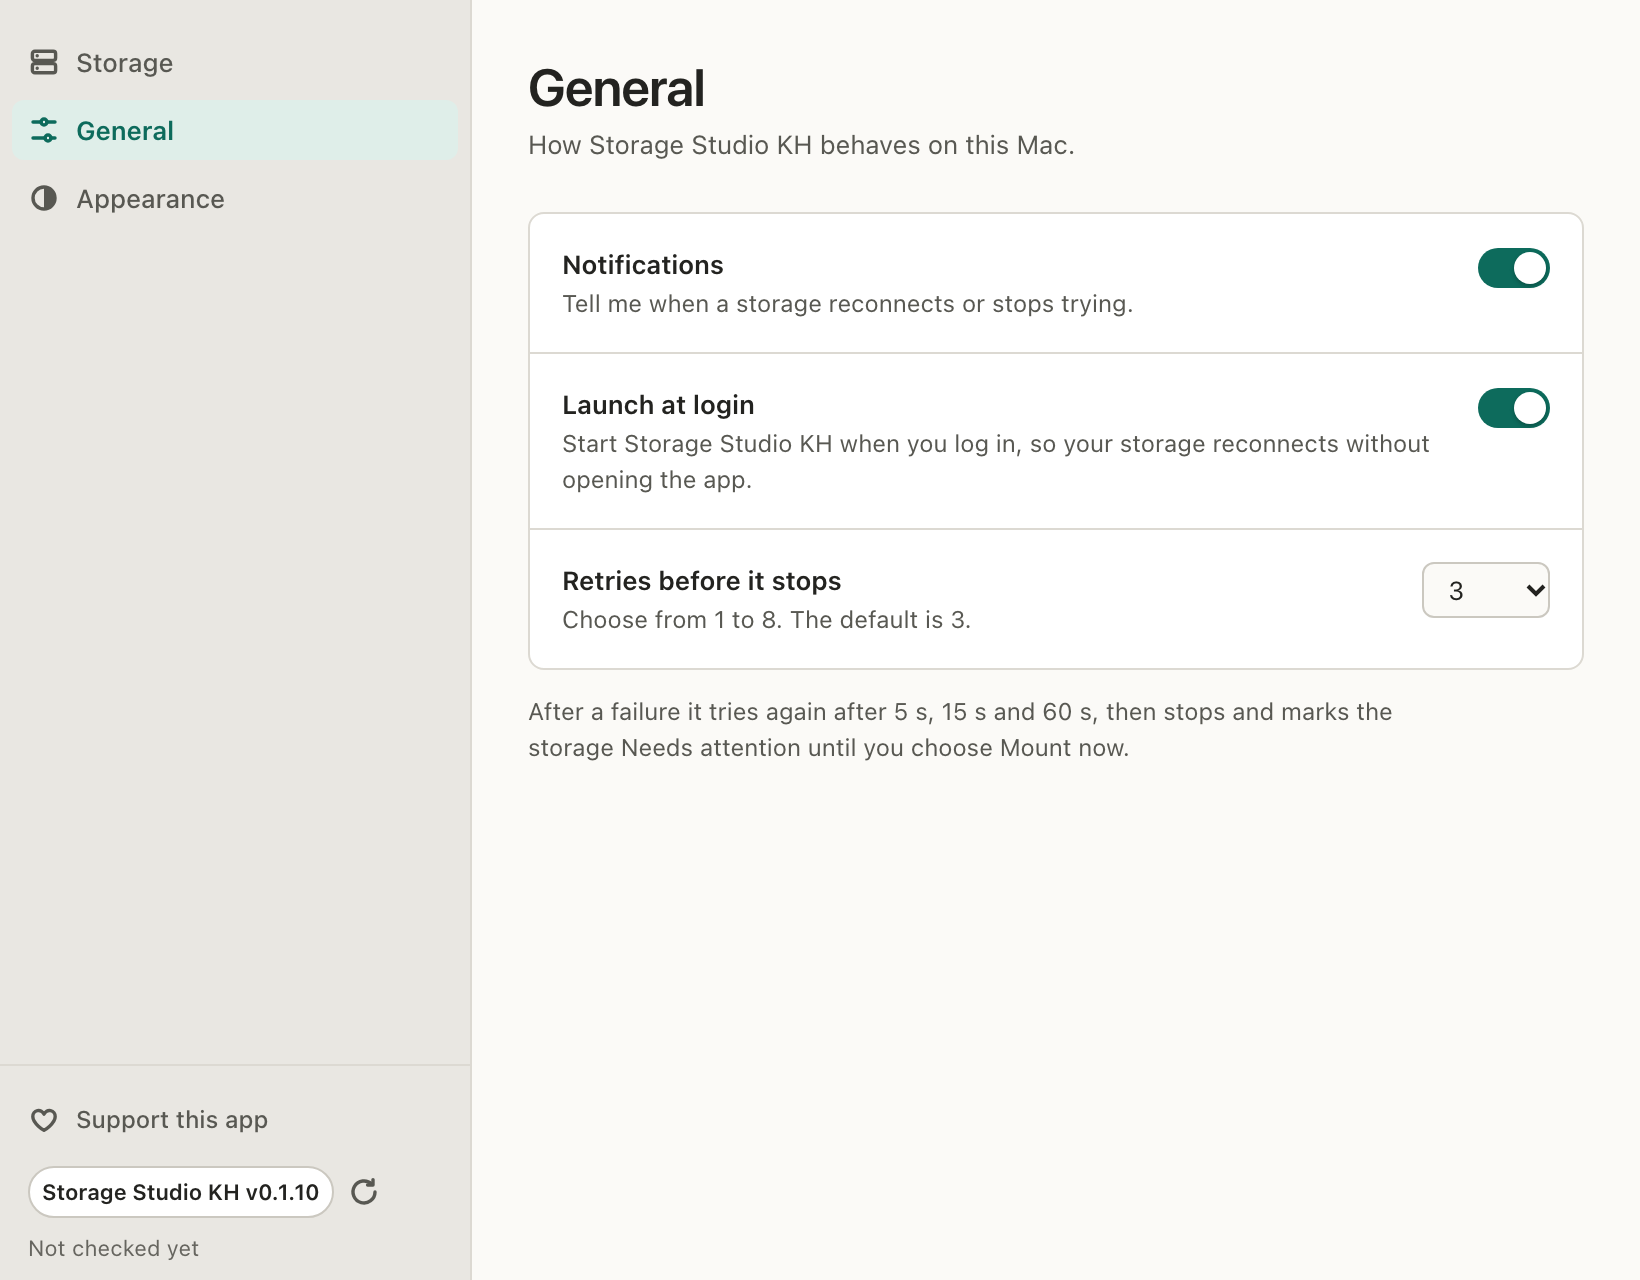 Storage
General
Appearance
Support this app
Storage Studio KH v0.1.10
Not checked yet
General
How Storage Studio KH behaves on this Mac.
Notifications
Tell me when a storage reconnects or stops trying.
Launch at login
Start Storage Studio KH when you log in, so your storage reconnects without
opening the app.
Retries before it stops
3
Choose from 1 to 8. The default is 3.
After a failure it tries again after 5 s, 15 s and 60 s, then stops and marks the
storage Needs attention until you choose Mount now.